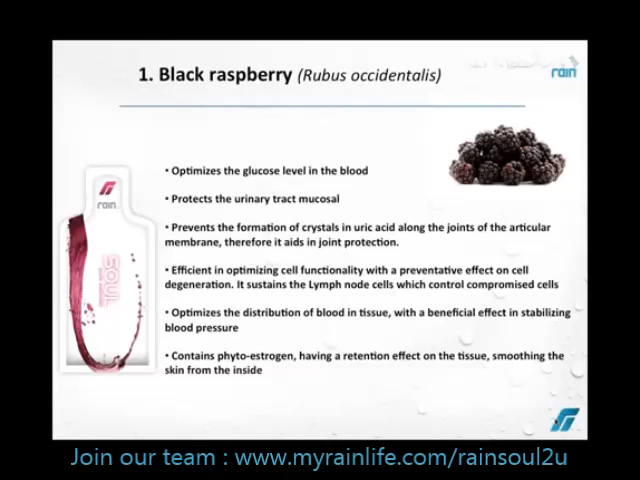 1. Black raspberry (Rubus occidentalis)
rain
• Optimizes the glucose level in the blood
• Protects the urinary tract mucosal
• Prevents the formation of crystals in uric acid along the joints of the articular
membrane, therefore it aids in joint protection.
• Efficient in optimizing cell functionality with a preventative effect on cell
degeneration. It sustains the Lymph node cells which control compromised cells
• Optimizes the distribution of blood in tissue, with a beneficial effect in stabilizing
blood pressure
• Contains phyto-estrogen, having a retention effect on the tissue, smoothing the
skin from the inside
rain
SOUL
Join our team : www.myrainlife.com/rainsoul2u